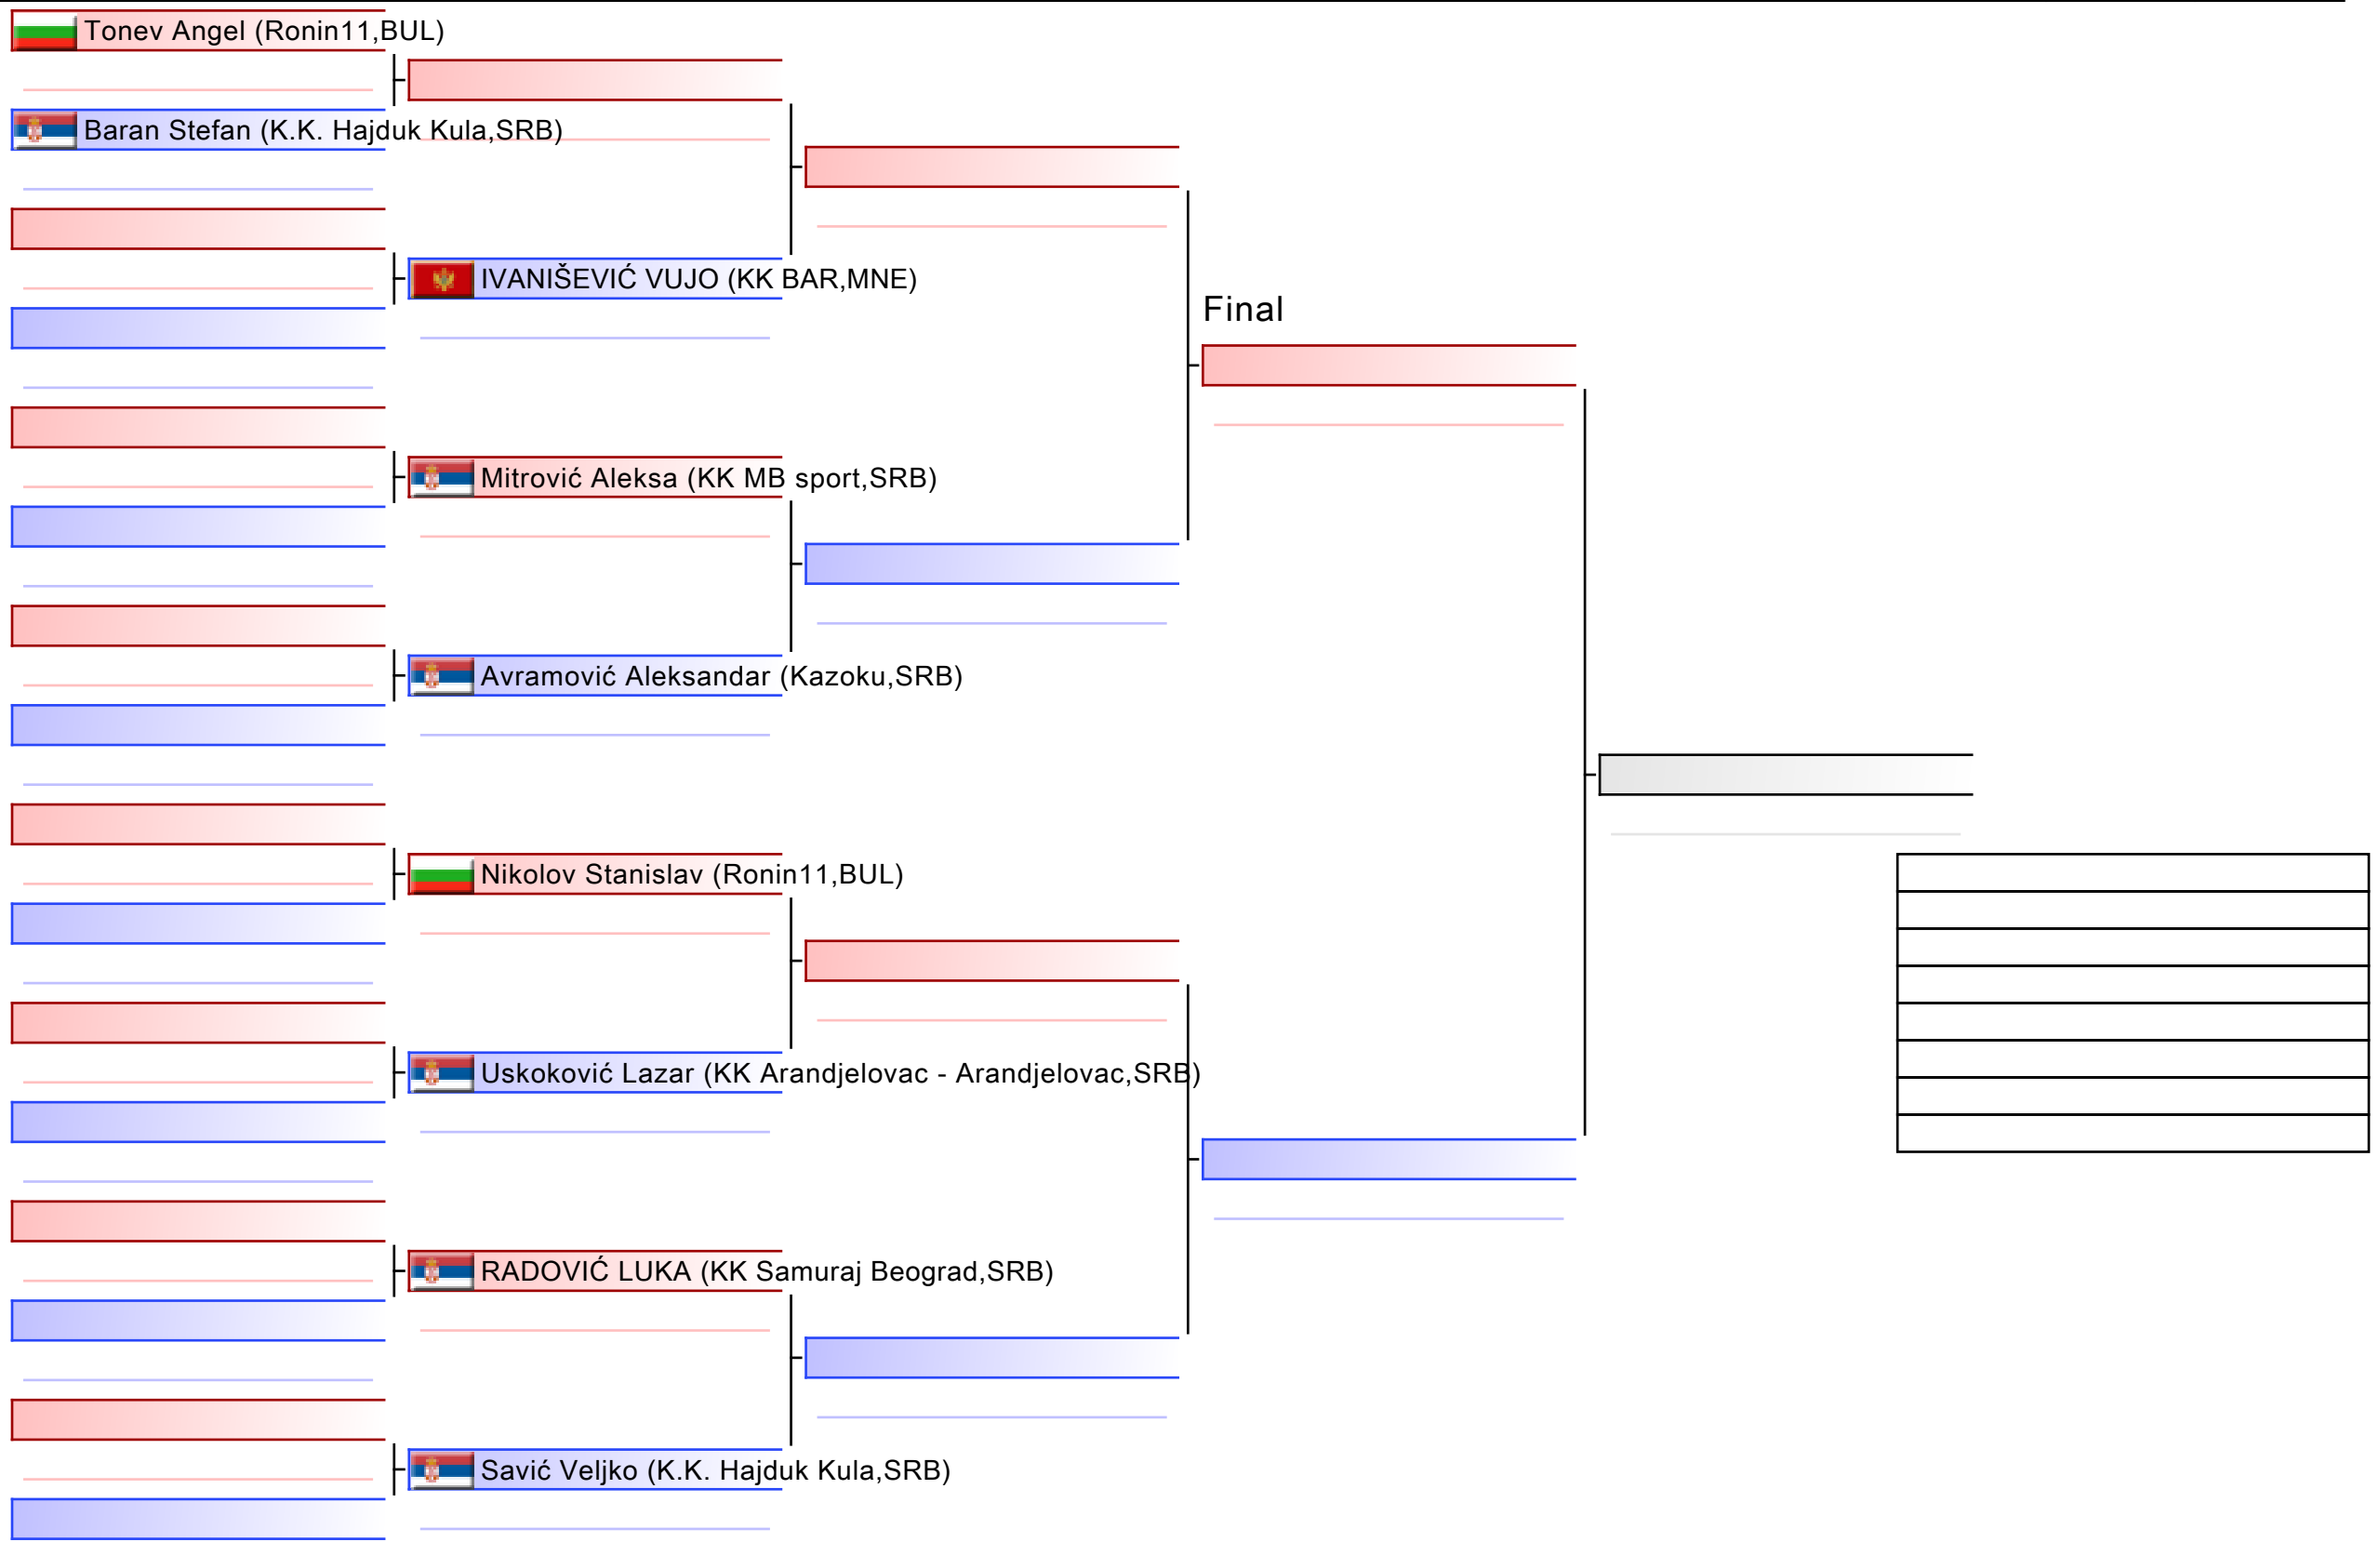 Tonev Angel (Ronin11,BUL)
Baran Stefan (K.K. Hajduk Kula,SRB)
IVANIŠEVIĆ VUJO (KK BAR,MNE)
Final
Mitrović Aleksa (KK MB sport,SRB)
Avramović Aleksandar (Kazoku,SRB)
Nikolov Stanislav (Ronin11,BUL)
Uskoković Lazar (KK Arandjelovac - Arandjelovac,SRB)
RADOVIĆ LUKA (KK Samuraj Beograd,SRB)
Savić Veljko (K.K. Hajduk Kula,SRB)